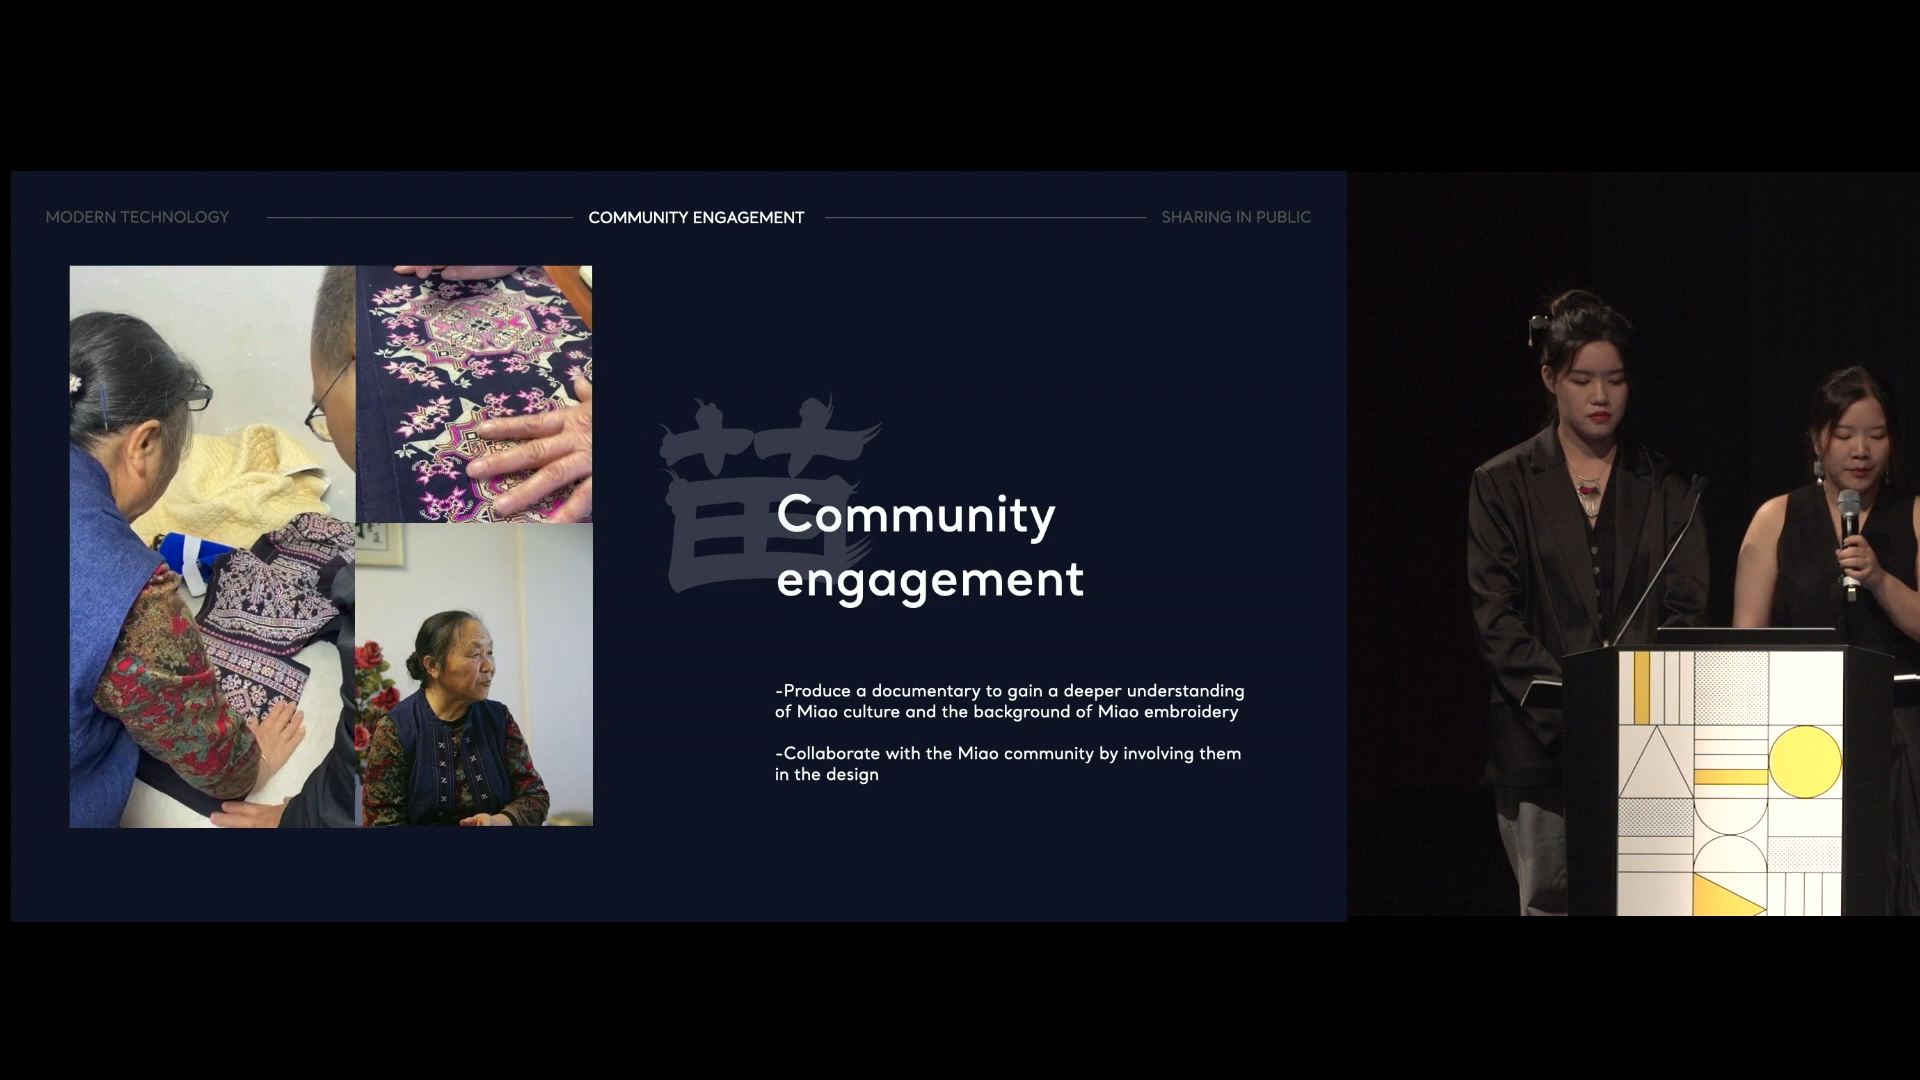 MODERN TECHNOLOGY
COMMUNITY ENGAGEMENT
SHARING IN PUBLIC
苗
Community
engagement
-Produce a documentary to gain a deeper understanding
of Miao culture and the background of Miao embroidery
-Collaborate with the Miao community by involving them
in the design